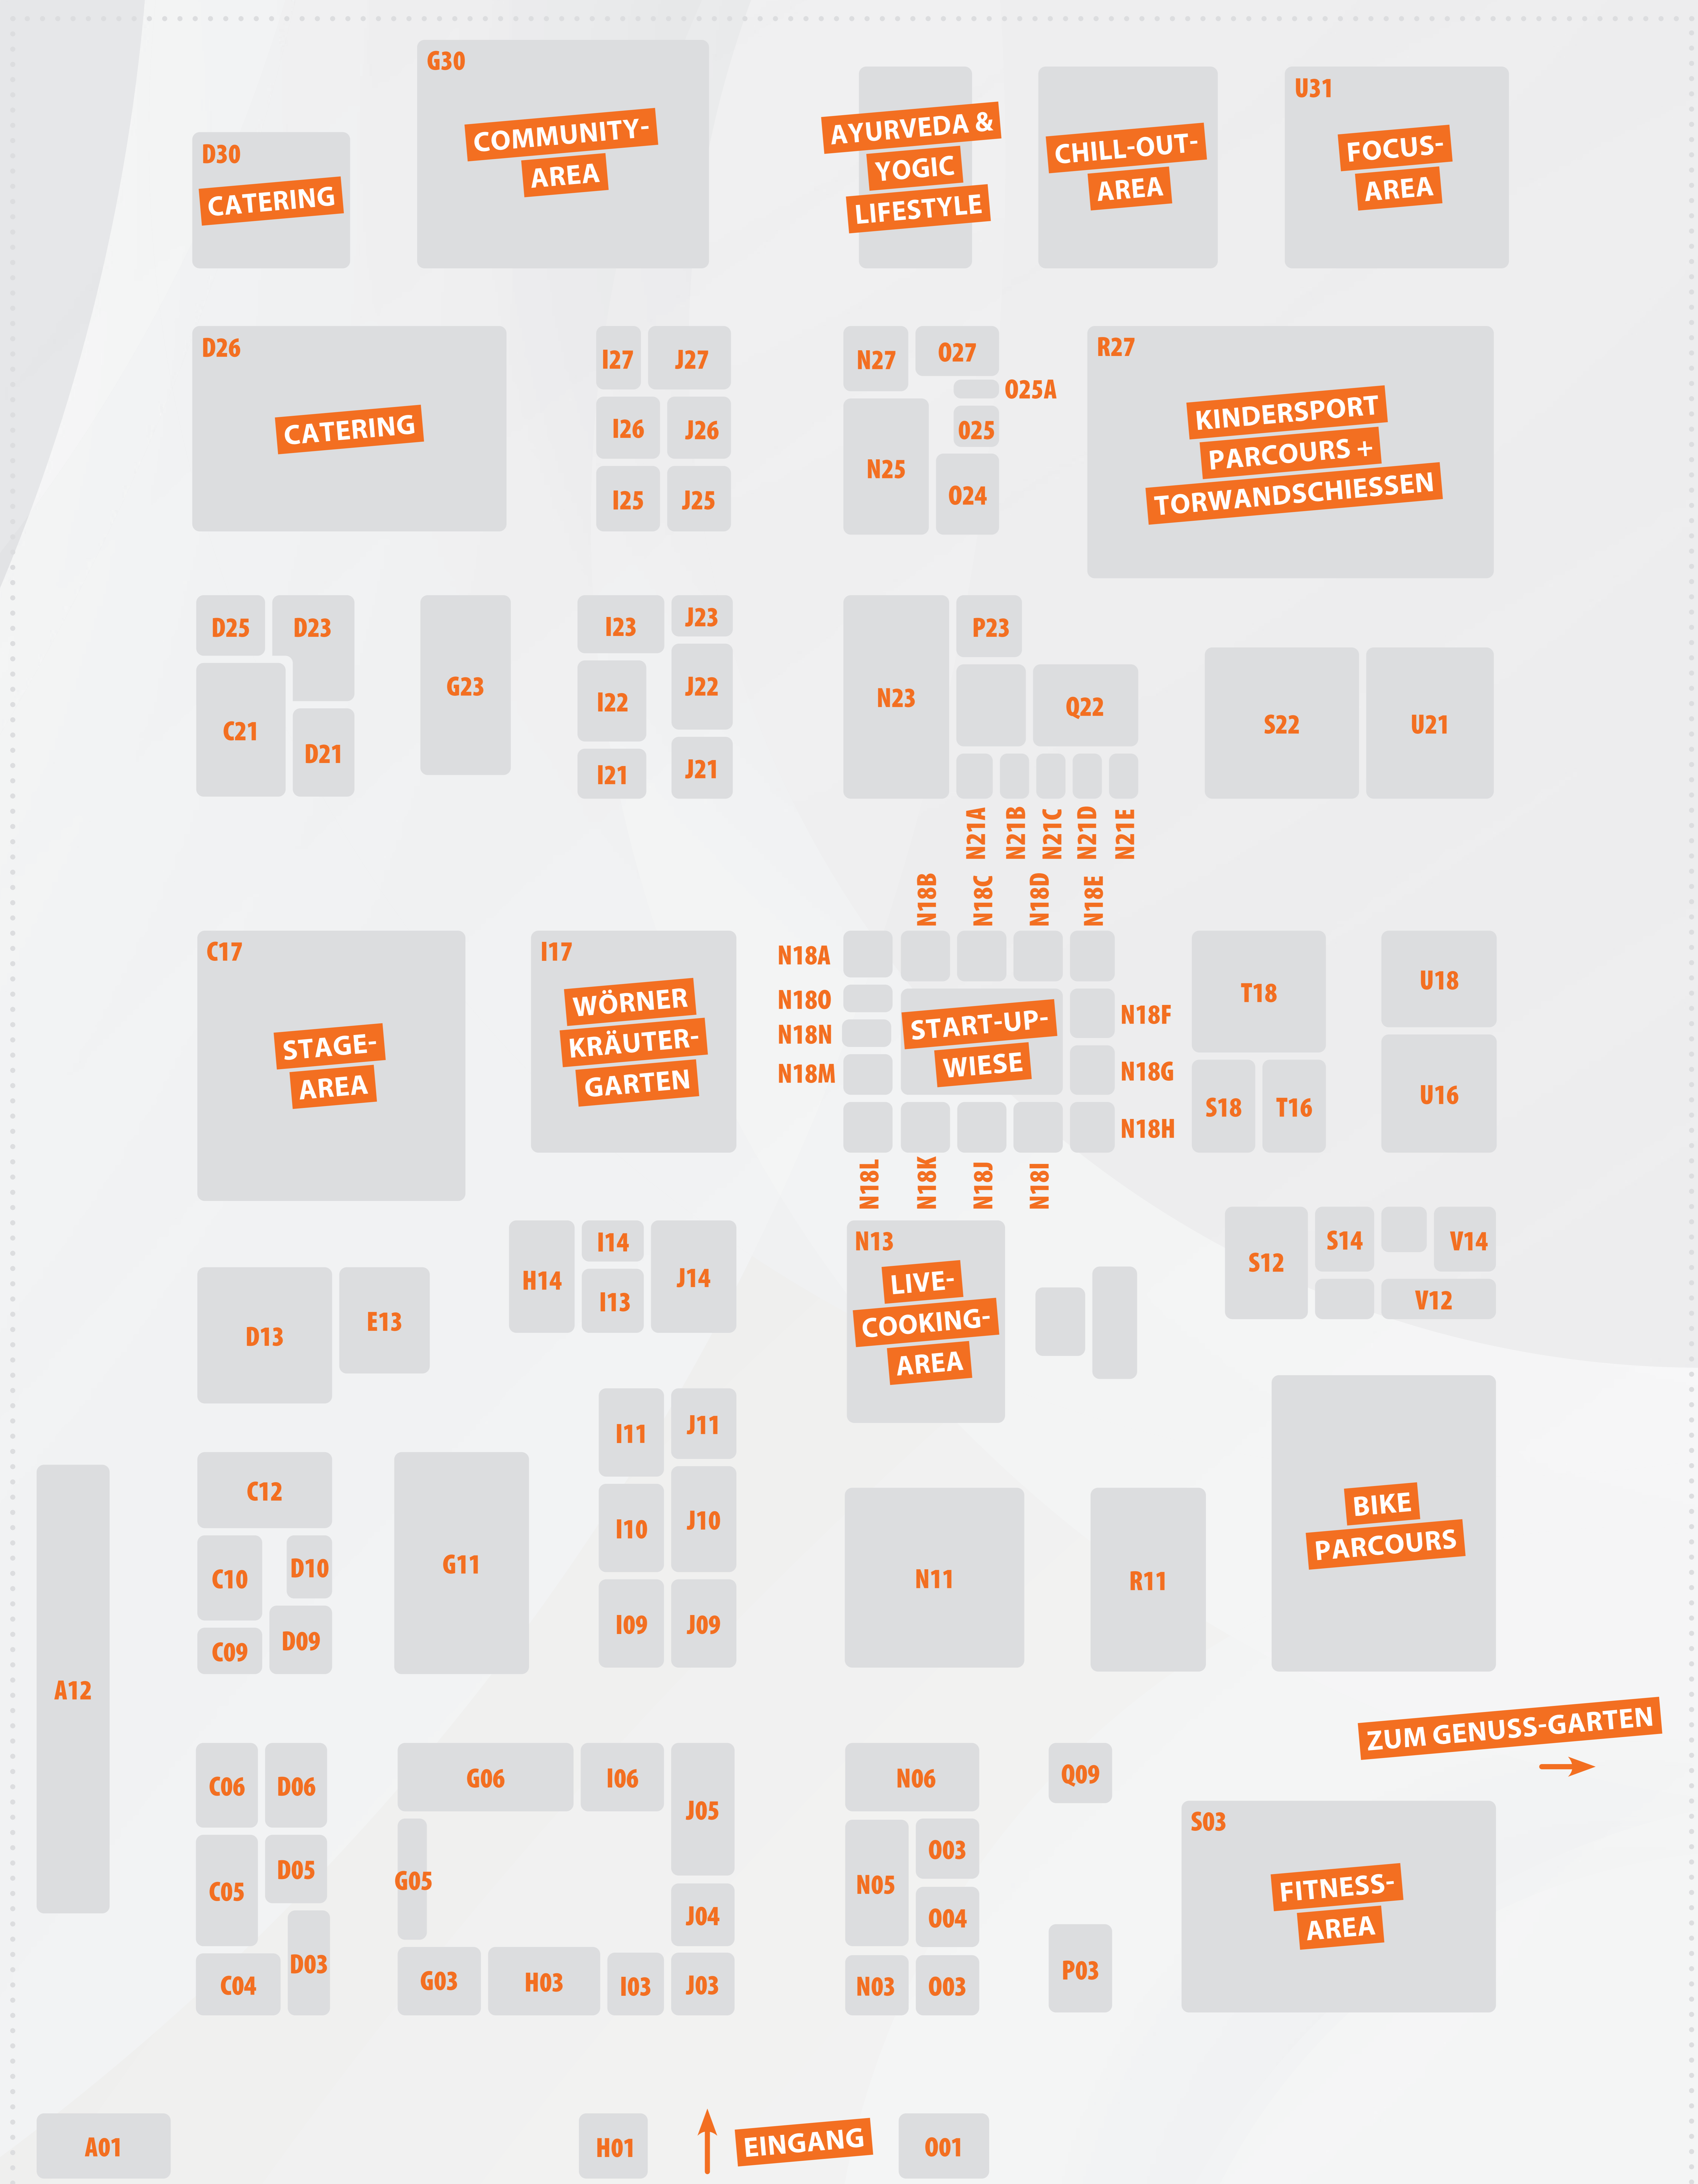 G30
COMMUNITY-
AREA
D30
CATERING
AYURVEDA &
YOGIC
LIFESTYLE
CHILL-OUT-
AREA
U31
FOCUS-
AREA
D26
CATERING
I27
J27
I26
J26
I25
J25
N27
O27
O25A
O25
N25
O24
R27
KINDERSPORT
PARCOURS +
TORWANDSCHIESSEN
D25
D23
C21
D21
G23
I23
J23
I22
J22
I21
J21
N23
P23
Q22
N21A
N21B
N21C
N21D
N21E
S22
U21
C17
STAGE-
AREA
I17
WÖRNER
KRÄUTER-
GARTEN
N18B
N18C
N18D
N18E
N18A
N18O
N18N
N18M
START-UP-
WIESE
N18F
N18G
N18H
N18L
N18K
N18J
N18I
T18
U18
S18
T16
U16
H14
I14
I13
J14
N13
LIVE-
COOKING-
AREA
S12
S14
V14
V12
D13
E13
I11
J11
I10
J10
I09
J09
C12
C10
D10
C09
D09
G11
A12
N11
R11
BIKE
PARCOURS
ZUM GENUSS-GARTEN
C06
D06
C05
D05
C04
D03
G06
I06
J05
G05
J04
G03
H03
I03
J03
N06
O03
N05
O04
N03
O03
Q09
P03
S03
FITNESS-
AREA
A01
H01
EINGANG
O01